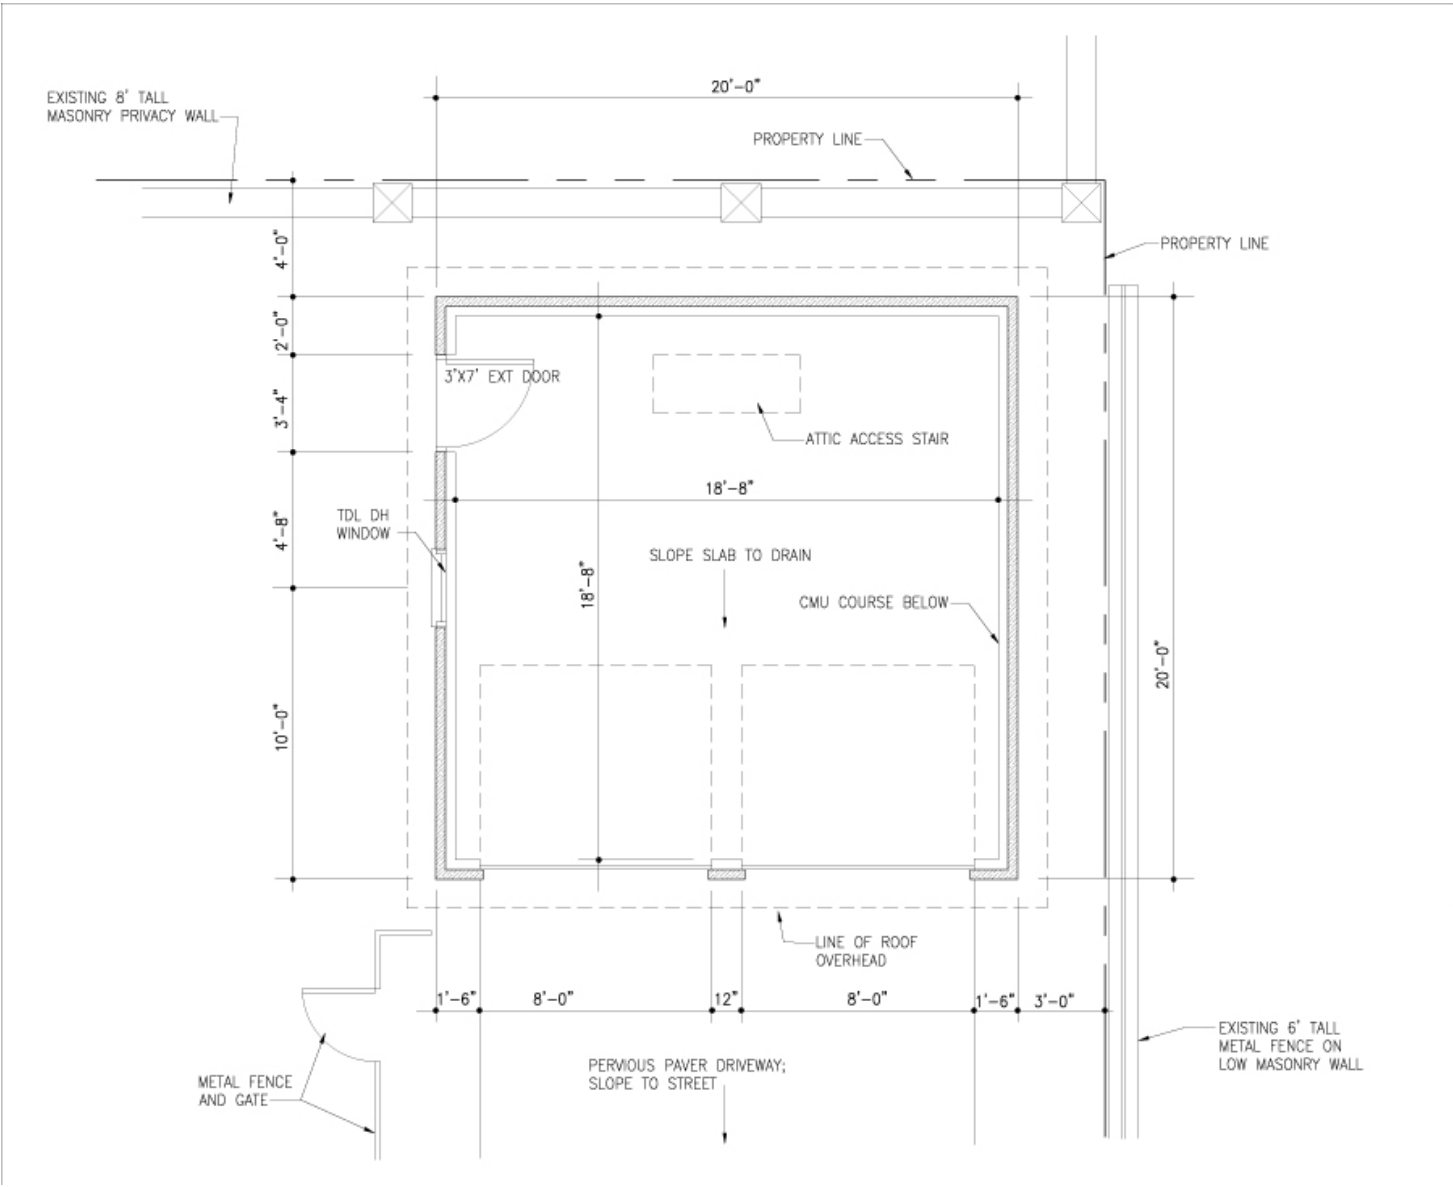 20'-0"
EXISTING 8' TALL
MASONRY PRIVACY WALL
PROPERTY LINE
PROPERTY LINE
4'-0"
2'-0"
3'X7' EXT DOOR
3'-4"
ATTIC ACCESS STAIR
18'-8"
TDL DH
WINDOW
4'-8"
SLOPE SLAB TO DRAIN
18'-8"
CMU COURSE BELOW
20'-0"
10'-0"
LINE OF ROOF
OVERHEAD
1'-6"
8'-0"
12"
8'-0"
1'-6"
3'-0"
EXISTING 6' TALL
METAL FENCE ON
LOW MASONRY WALL
PERVIOUS PAVER DRIVEWAY;
SLOPE TO STREET
METAL FENCE
AND GATE